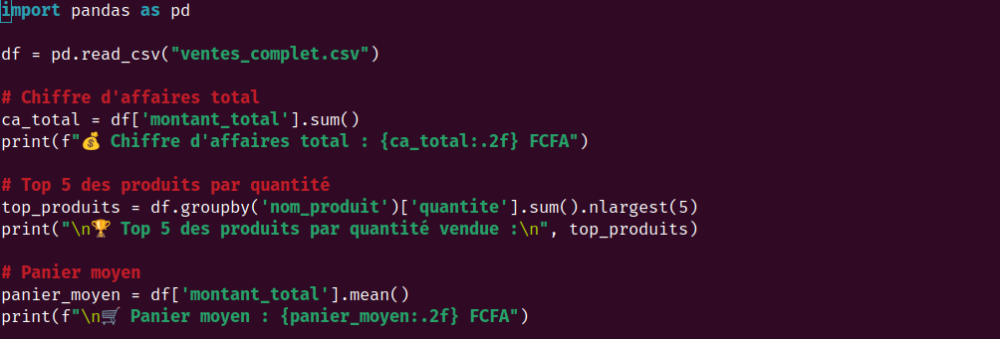 import pandas as pd
df = pd.read_csv("ventes_complet.csv")
# Chiffre d'affaires total
ca_total = df['montant_total'].sum()
print(f"💰 Chiffre d'affaires total : {ca_total:.2f} FCFA")
# Top 5 des produits par quantité
top_produits = df.groupby('nom_produit')['quantite'].sum().nlargest(5)
print("\n🏆 Top 5 des produits par quantité vendue :\n", top_produits)
# Panier moyen
panier_moyen = df['montant_total'].mean()
print(f"\n🛒 Panier moyen : {panier_moyen:.2f} FCFA")